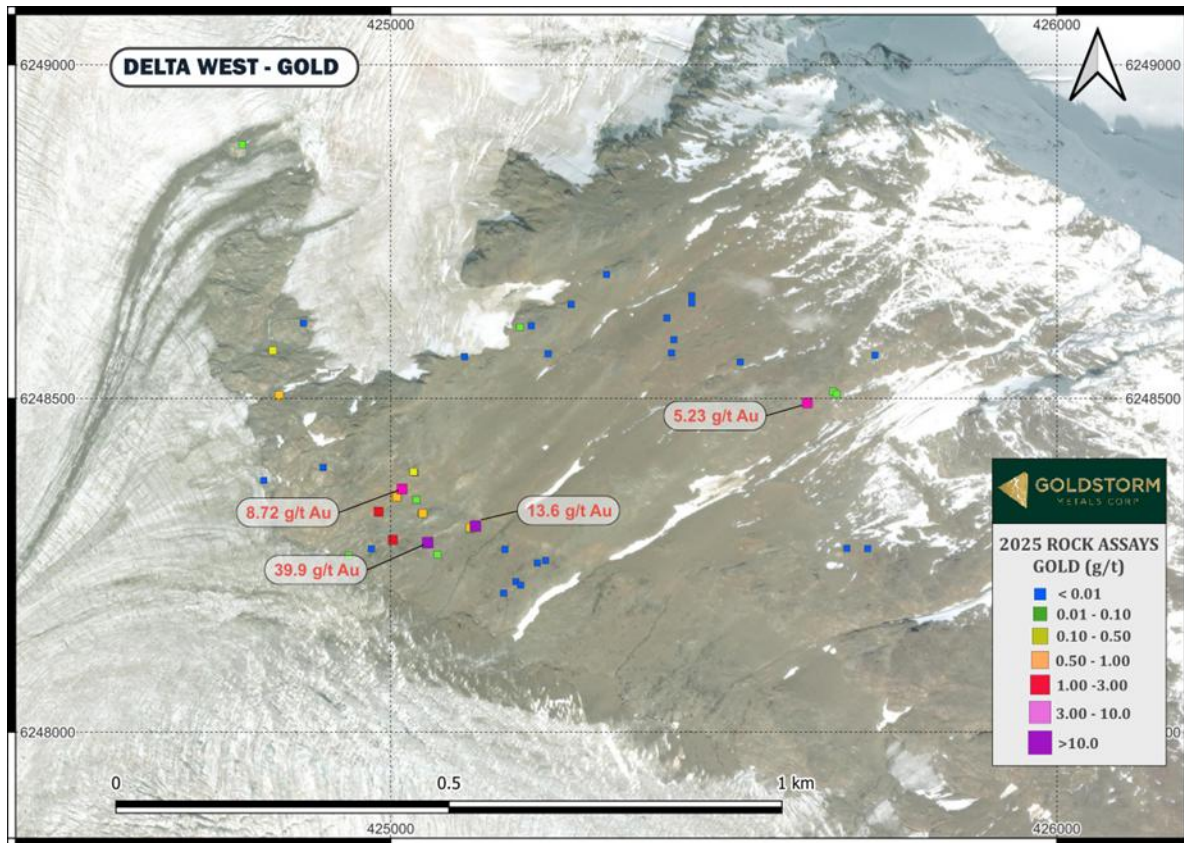 425000
426000
DELTA WEST - GOLD
6249000
6249000
6248500
6248500
5.23 g/t Au
8.72 g/t Au
13.6 g/t Au
39.9 g/t Au
GOLDSTORM
METALS CORP
2025 ROCK ASSAYS
GOLD (g/t)
< 0.01
0.01 - 0.10
0.10 - 0.50
0.50 - 1.00
1.00 -3.00
3.00 - 10.0
>10.0
6248000
0
0.5
1 km
425000
426000